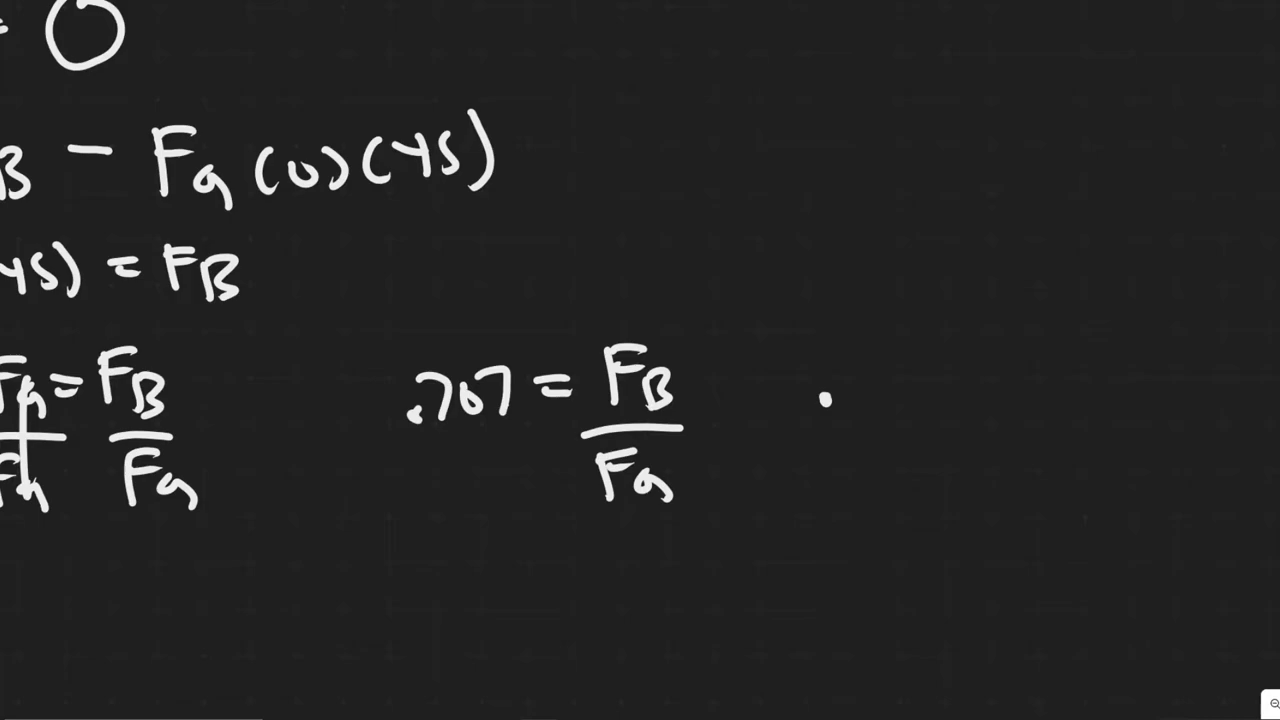 = 0
B - Fg cos(45)
45) = FB
Fg = FB .707 = FB
Fg Fg Fg